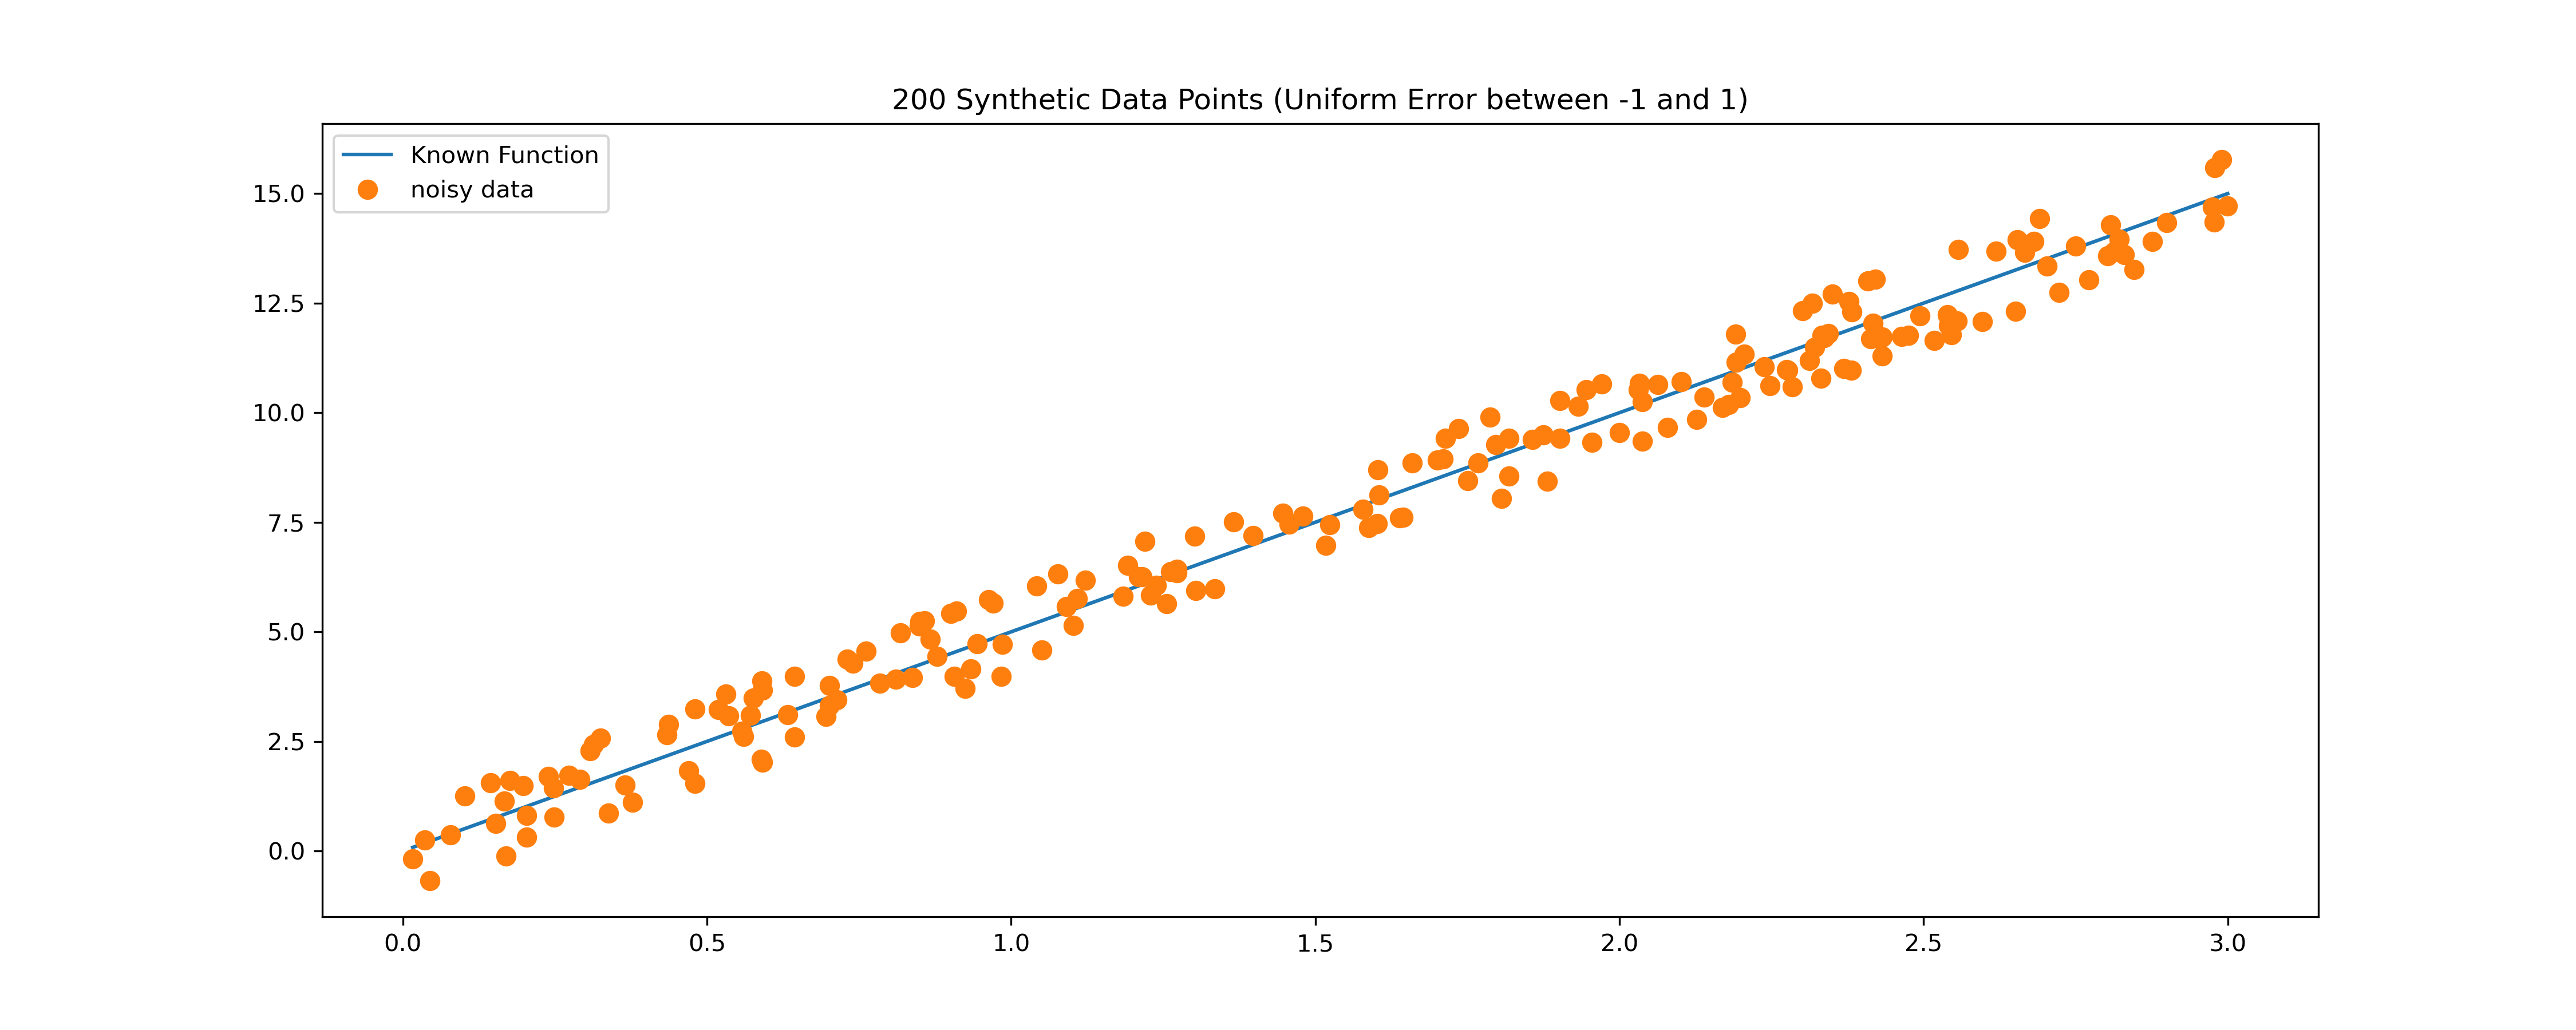 200 Synthetic Data Points (Uniform Error between -1 and 1)
Known Function
noisy data
15.0
12.5
10.0
7.5
5.0
2.5
0.0
0.0 0.5 1.0 1.5 2.0 2.5 3.0